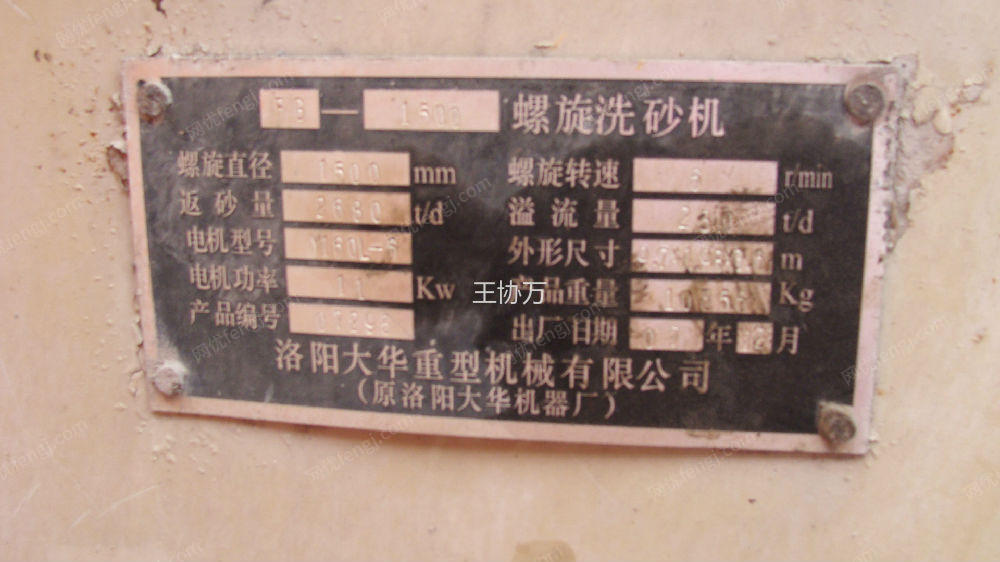 1500 螺旋洗砂机
螺旋直径 1500 mm 螺旋转速 r/min
返砂量 2680 t/d 溢流量 t/d
电机型号 Y160L-6 外形尺寸 m
电机功率 11 Kw 产品重量 Kg
王协万
产品编号 出厂日期 年 月
洛阳大华重型机械有限公司
(原洛阳大华机器厂)